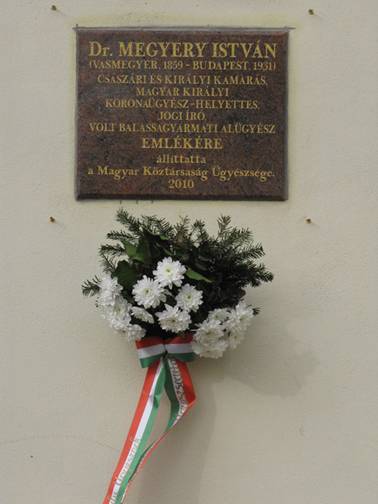 Dr. MEGYERY ISTVÁN
(VASMEGYER, 1859 - BUDAPEST, 1931)
CSÁSZÁRI ÉS KIRÁLYI KAMARÁS,
MAGYAR KIRÁLYI
KORONAÜGYÉSZ-HELYETTES,
JOGI ÍRÓ,
VOLT BALASSAGYARMATI ALÜGYÉSZ
EMLÉKÉRE
állíttatta
a Magyar Köztársaság Ügyészsége.
2010